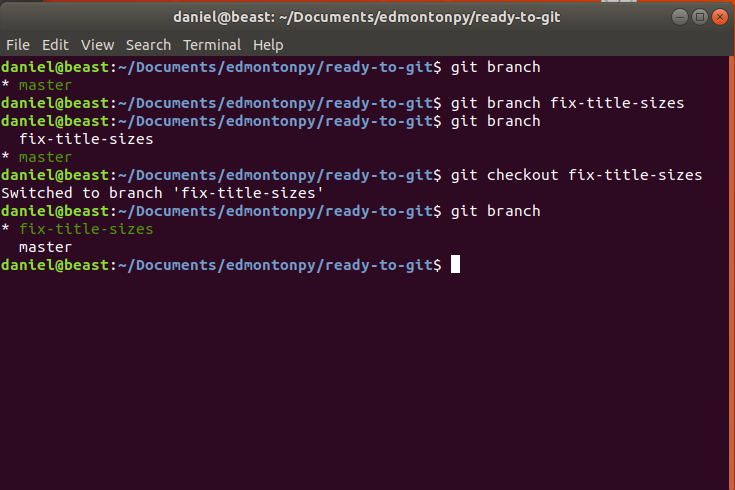 daniel@beast: ~/Documents/edmontonpy/ready-to-git
File Edit View Search Terminal Help
daniel@beast:~/Documents/edmontonpy/ready-to-git$ git branch
* master
daniel@beast:~/Documents/edmontonpy/ready-to-git$ git branch fix-title-sizes
daniel@beast:~/Documents/edmontonpy/ready-to-git$ git branch
  fix-title-sizes
* master
daniel@beast:~/Documents/edmontonpy/ready-to-git$ git checkout fix-title-sizes
Switched to branch 'fix-title-sizes'
daniel@beast:~/Documents/edmontonpy/ready-to-git$ git branch
* fix-title-sizes
  master
daniel@beast:~/Documents/edmontonpy/ready-to-git$